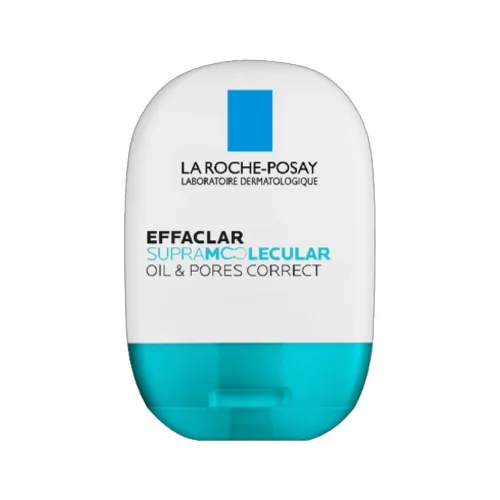 LA ROCHE-POSAY
LABORATOIRE DERMATOLOGIQUE
EFFACLAR
SUPRAMOLECULAR
OIL & PORES CORRECT